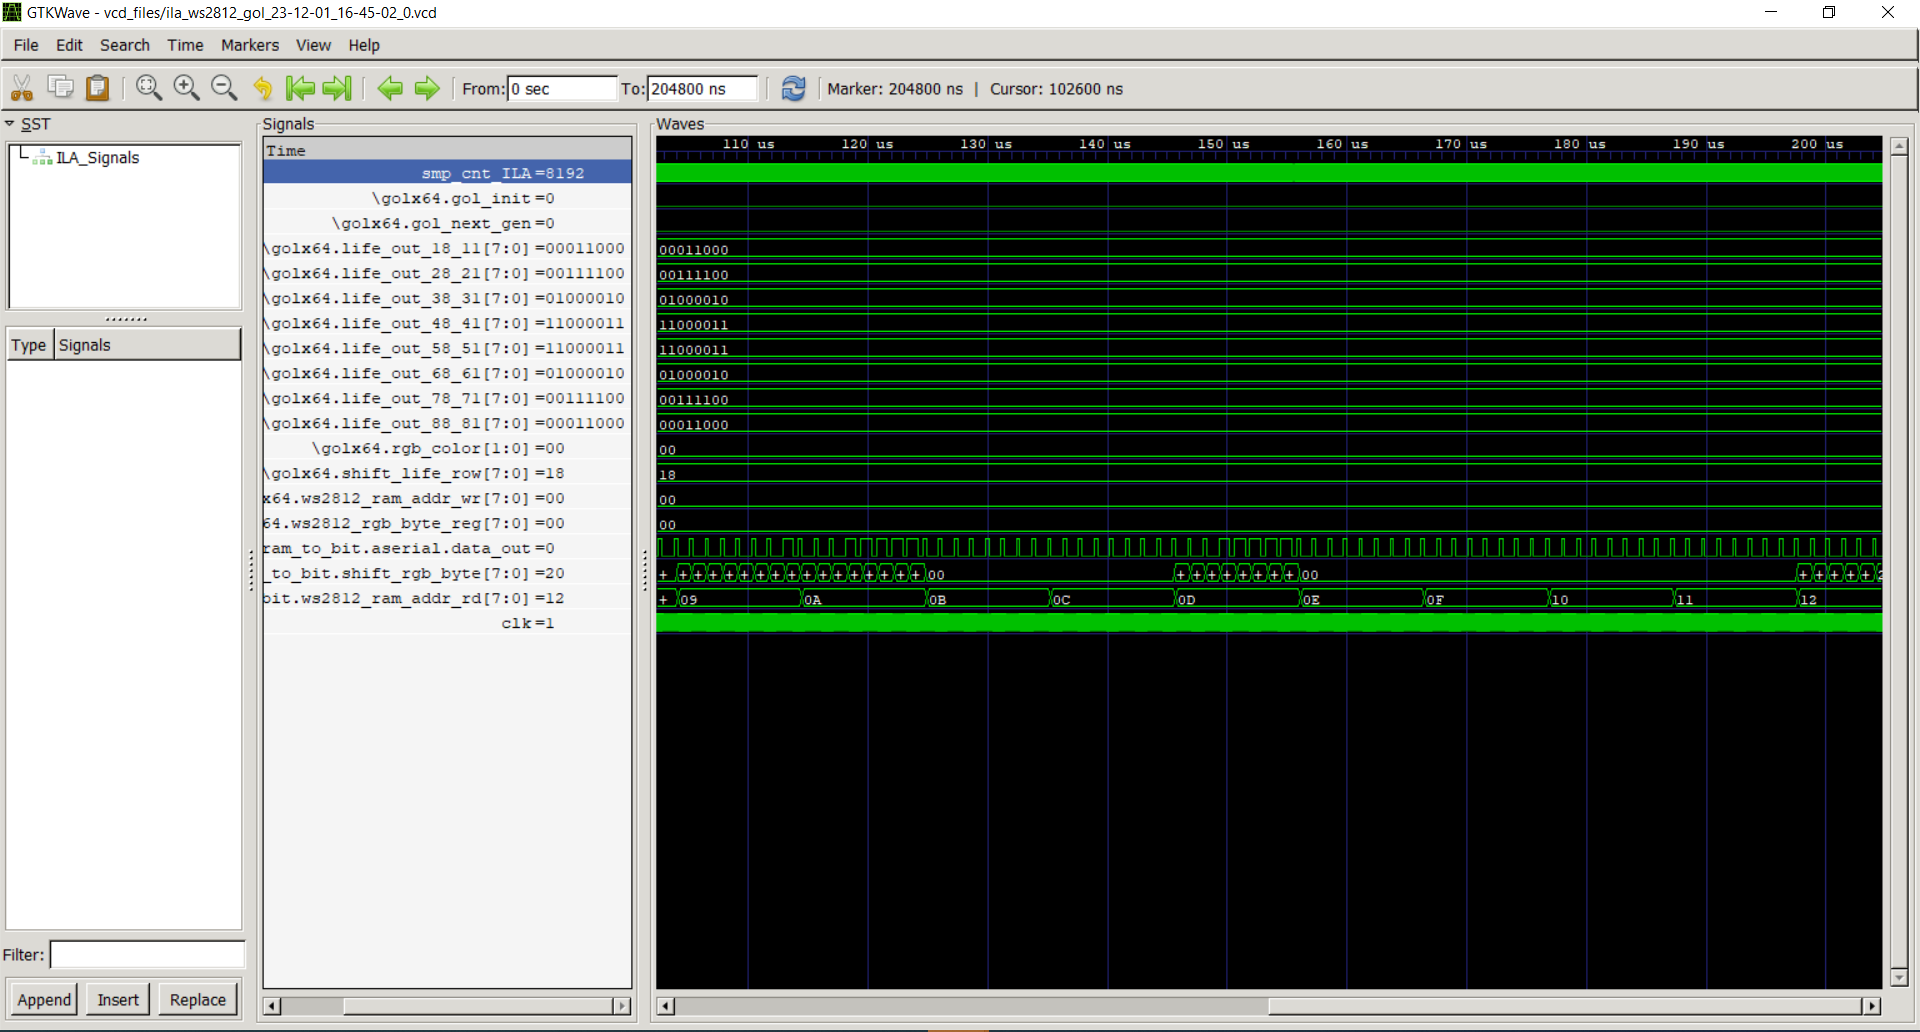 GTKWave - vcd_files/ila_ws2812_gol_23-12-01_16-45-02_0.vcd
File Edit Search Time Markers View Help
From: 0 sec To: 204800 ns Marker: 204800 ns | Cursor: 102600 ns
SST
ILA_Signals
Type Signals
Filter:
Append Insert Replace
Signals
Time
smp_cnt_ILA =8192
\golx64.gol_init =0
\golx64.gol_next_gen =0
\golx64.life_out_18_11[7:0] =00011000
\golx64.life_out_28_21[7:0] =00111100
\golx64.life_out_38_31[7:0] =01000010
\golx64.life_out_48_41[7:0] =11000011
\golx64.life_out_58_51[7:0] =11000011
\golx64.life_out_68_61[7:0] =01000010
\golx64.life_out_78_71[7:0] =00111100
\golx64.life_out_88_81[7:0] =00011000
\golx64.rgb_color[1:0] =00
\golx64.shift_life_row[7:0] =18
x64.ws2812_ram_addr_wr[7:0] =00
64.ws2812_rgb_byte_reg[7:0] =00
ram_to_bit.aserial.data_out =0
_to_bit.shift_rgb_byte[7:0] =20
bit.ws2812_ram_addr_rd[7:0] =12
clk =1
Waves
110 us 120 us 130 us 140 us 150 us 160 us 170 us 180 us 190 us 200 us
00011000
00111100
01000010
11000011
11000011
01000010
00111100
00011000
00
18
00
00
+ + + + + + + + + + + + + + + + + 00 + + + + + + + + 00 + + + + + 2
+ 09 0A 0B 0C 0D 0E 0F 10 11 12